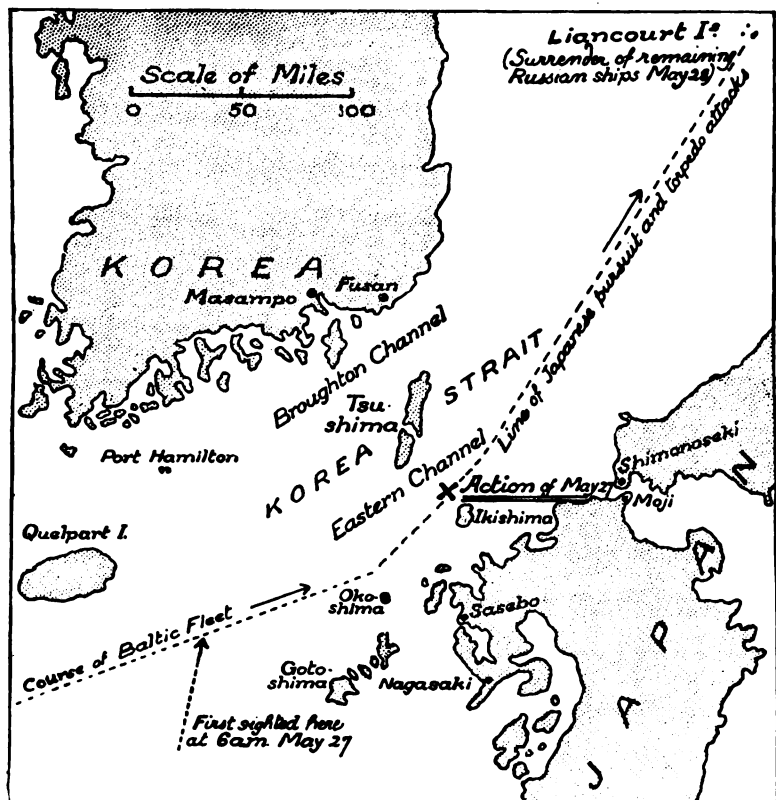 Liancourt Iˢ
(Surrender of remaining
Russian ships May 28)
Scale of Miles
0 50 100
KOREA
Masampo
Fusan
Broughton Channel
Tsu-
shima
KOREA STRAIT
Line of Japanese pursuit and torpedo attacks
Eastern Channel
Port Hamilton
Shimanoseki
Action of May 27
Moji
Ikishima
Quelpart I.
Oko-
shima
Sasebo
Course of Baltic Fleet
Goto-
shima
Nagasaki
First sighted here
at 6am May 27
JAPAN